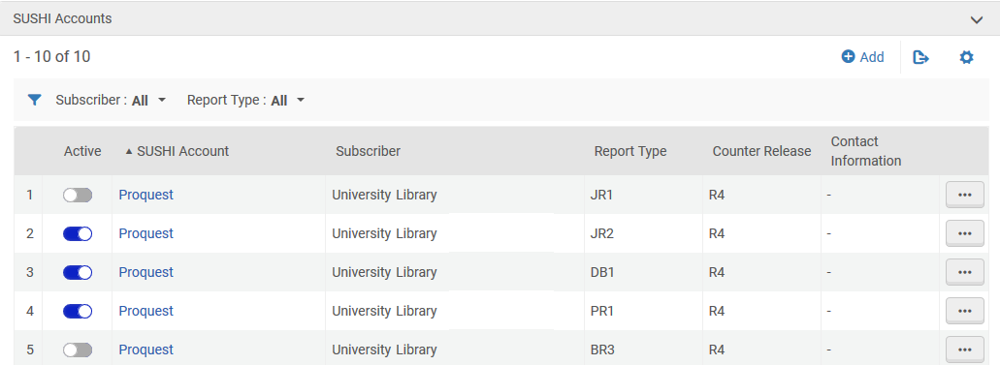 SUSHI Accounts
1 - 10 of 10 Add
Subscriber : All Report Type : All
Active SUSHI Account Subscriber Report Type Counter Release Contact Information
1 Proquest University Library JR1 R4 - ...
2 Proquest University Library JR2 R4 - ...
3 Proquest University Library DB1 R4 - ...
4 Proquest University Library PR1 R4 - ...
5 Proquest University Library BR3 R4 - ...